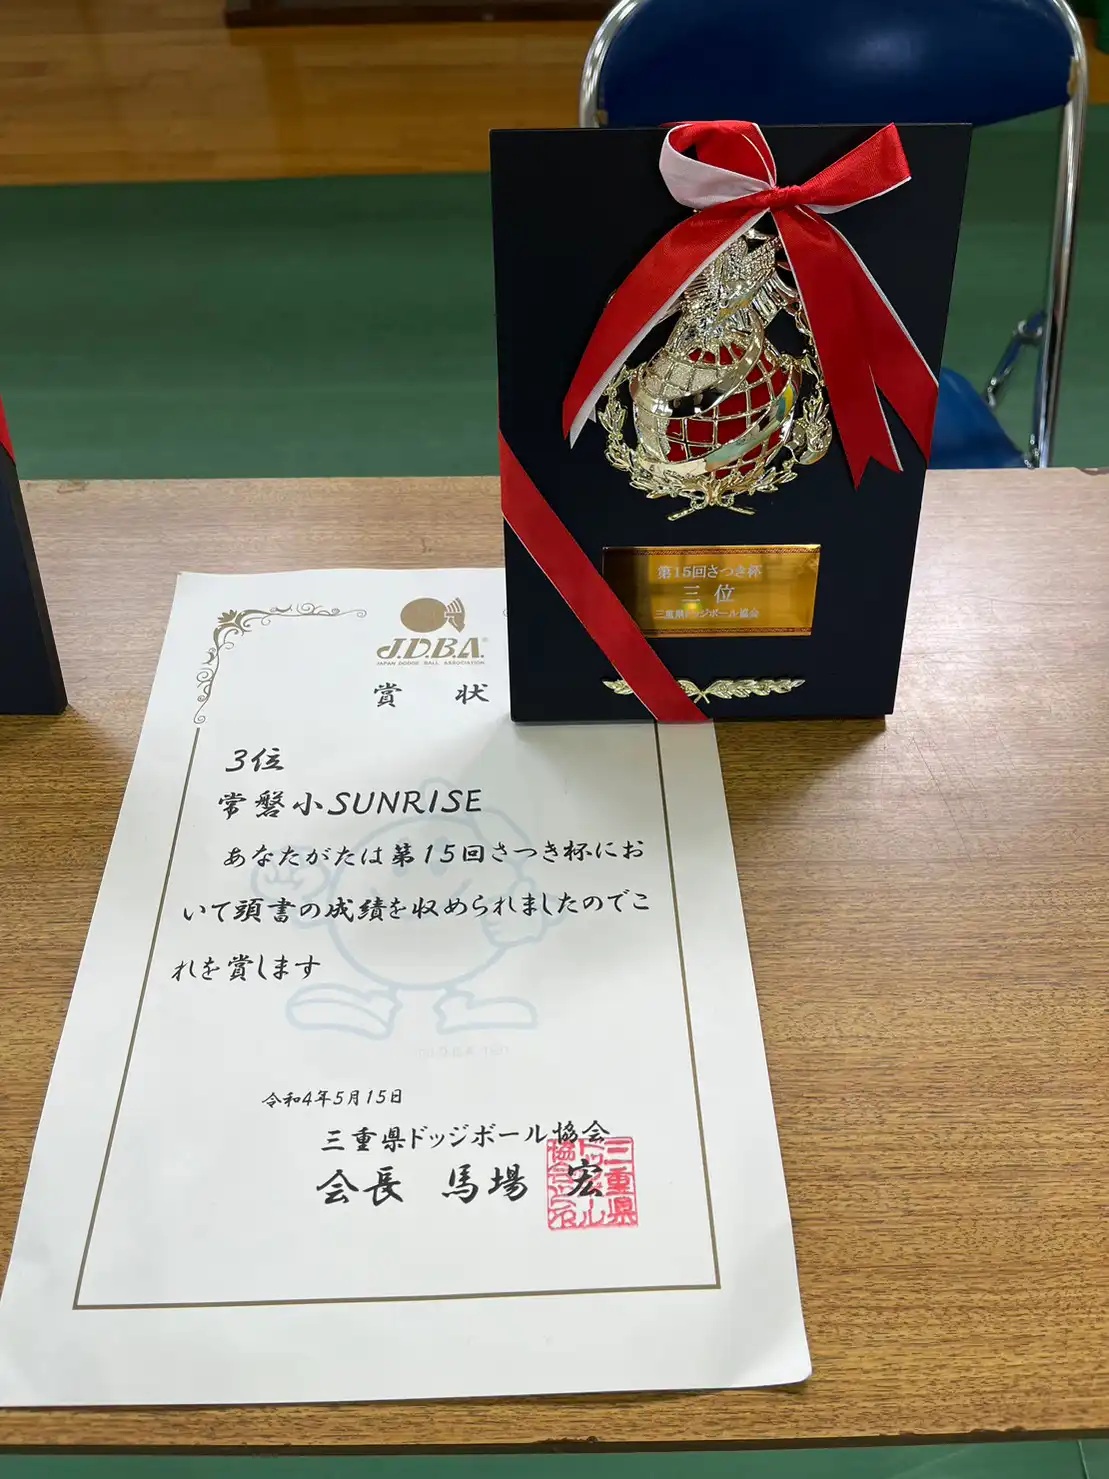 J.D.B.A.
JAPAN DODGE BALL ASSOCIATION
賞 状
3位
常磐小SUNRISE
あなたがたは第15回さつき杯にお
いて頭書の成績を収められましたのでこ
れを賞します
令和4年5月15日
三重県ドッジボール協会
会長 馬場 宏
第15回さつき杯
三位
三重県ドッジボール協会